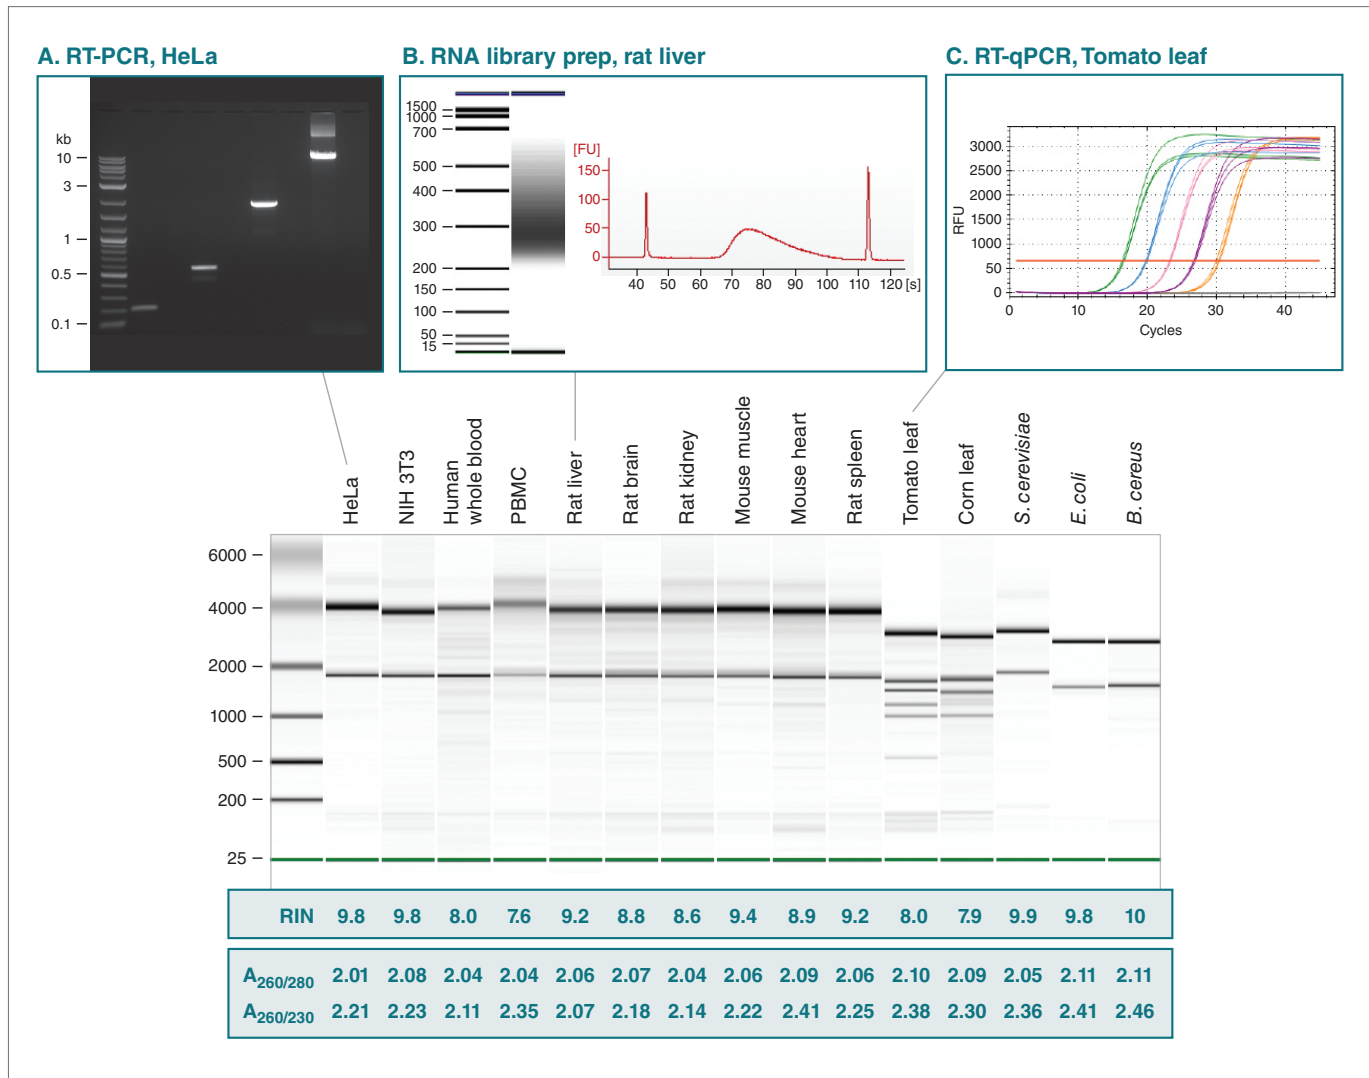 A. RT-PCR, HeLa
kb
10
3
1
0.5
0.1
B. RNA library prep, rat liver
1500
1000
700
500
400
300
200
150
100
50
15
[FU]
150
100
50
0
40 50 60 70 80 90 100 110 120 [s]
C. RT-qPCR, Tomato leaf
RFU
3000
2500
2000
1500
1000
50
0
0 10 20 30 40
Cycles
HeLa
NIH 3T3
Human
whole blood
PBMC
Rat liver
Rat brain
Rat kidney
Mouse muscle
Mouse heart
Rat spleen
Tomato leaf
Corn leaf
S. cerevisiae
E. coli
B. cereus
6000
4000
2000
1000
500
200
25
RIN 9.8 9.8 8.0 7.6 9.2 8.8 8.6 9.4 8.9 9.2 8.0 7.9 9.9 9.8 10
A260/280 2.01 2.08 2.04 2.04 2.06 2.07 2.04 2.06 2.09 2.06 2.10 2.09 2.05 2.11 2.11
A260/230 2.21 2.23 2.11 2.35 2.07 2.18 2.14 2.22 2.41 2.25 2.38 2.30 2.36 2.41 2.46